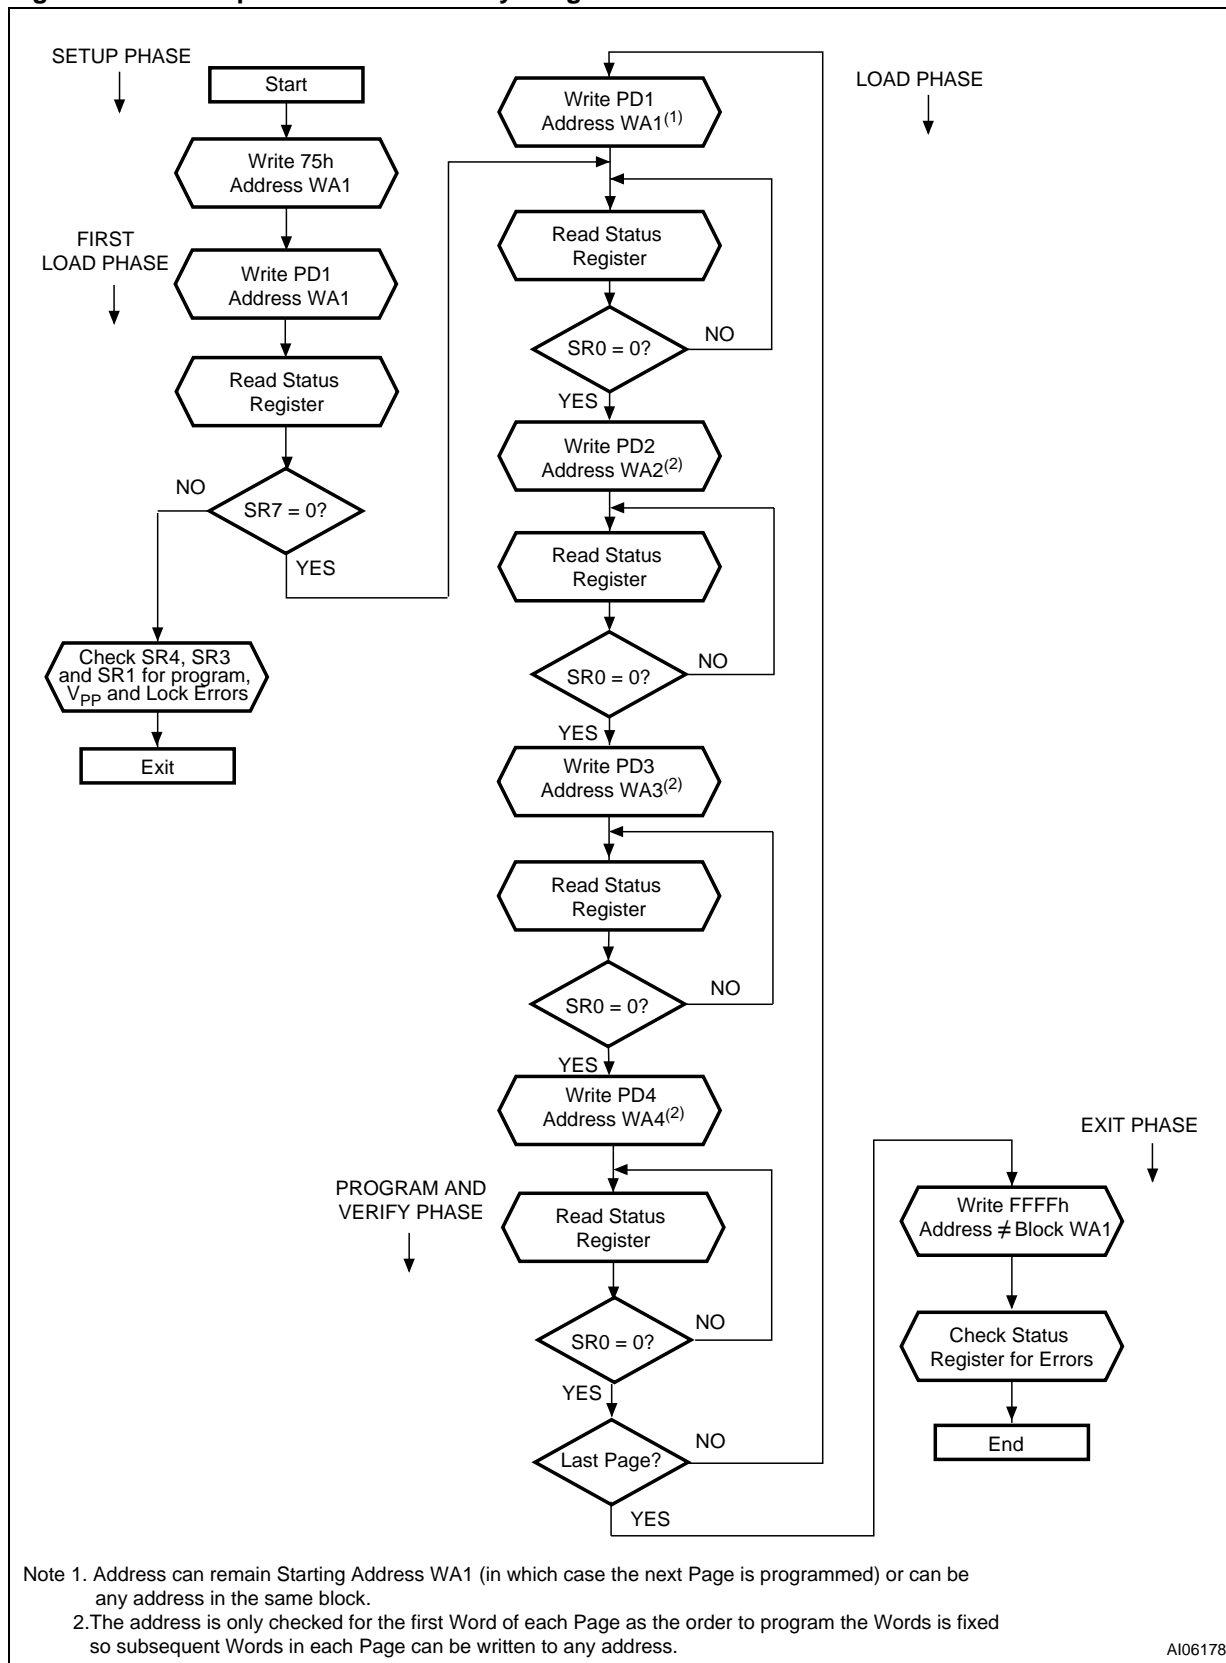 SETUP PHASE
Start
Write 75h
Address WA1
FIRST
LOAD PHASE
Write PD1
Address WA1
Read Status
Register
NO
SR7 = 0?
YES
Check SR4, SR3
and SR1 for program,
VPP and Lock Errors
Exit
LOAD PHASE
Write PD1
Address WA1(1)
Read Status
Register
SR0 = 0?
NO
YES
Write PD2
Address WA2(2)
Read Status
Register
SR0 = 0?
NO
YES
Write PD3
Address WA3(2)
Read Status
Register
SR0 = 0?
NO
YES
Write PD4
Address WA4(2)
PROGRAM AND
VERIFY PHASE
Read Status
Register
SR0 = 0?
NO
YES
Last Page?
NO
YES
EXIT PHASE
Write FFFFh
Address ≠ Block WA1
Check Status
Register for Errors
End
Note 1. Address can remain Starting Address WA1 (in which case the next Page is programmed) or can be
any address in the same block.
2.The address is only checked for the first Word of each Page as the order to program the Words is fixed
so subsequent Words in each Page can be written to any address.
AI06178